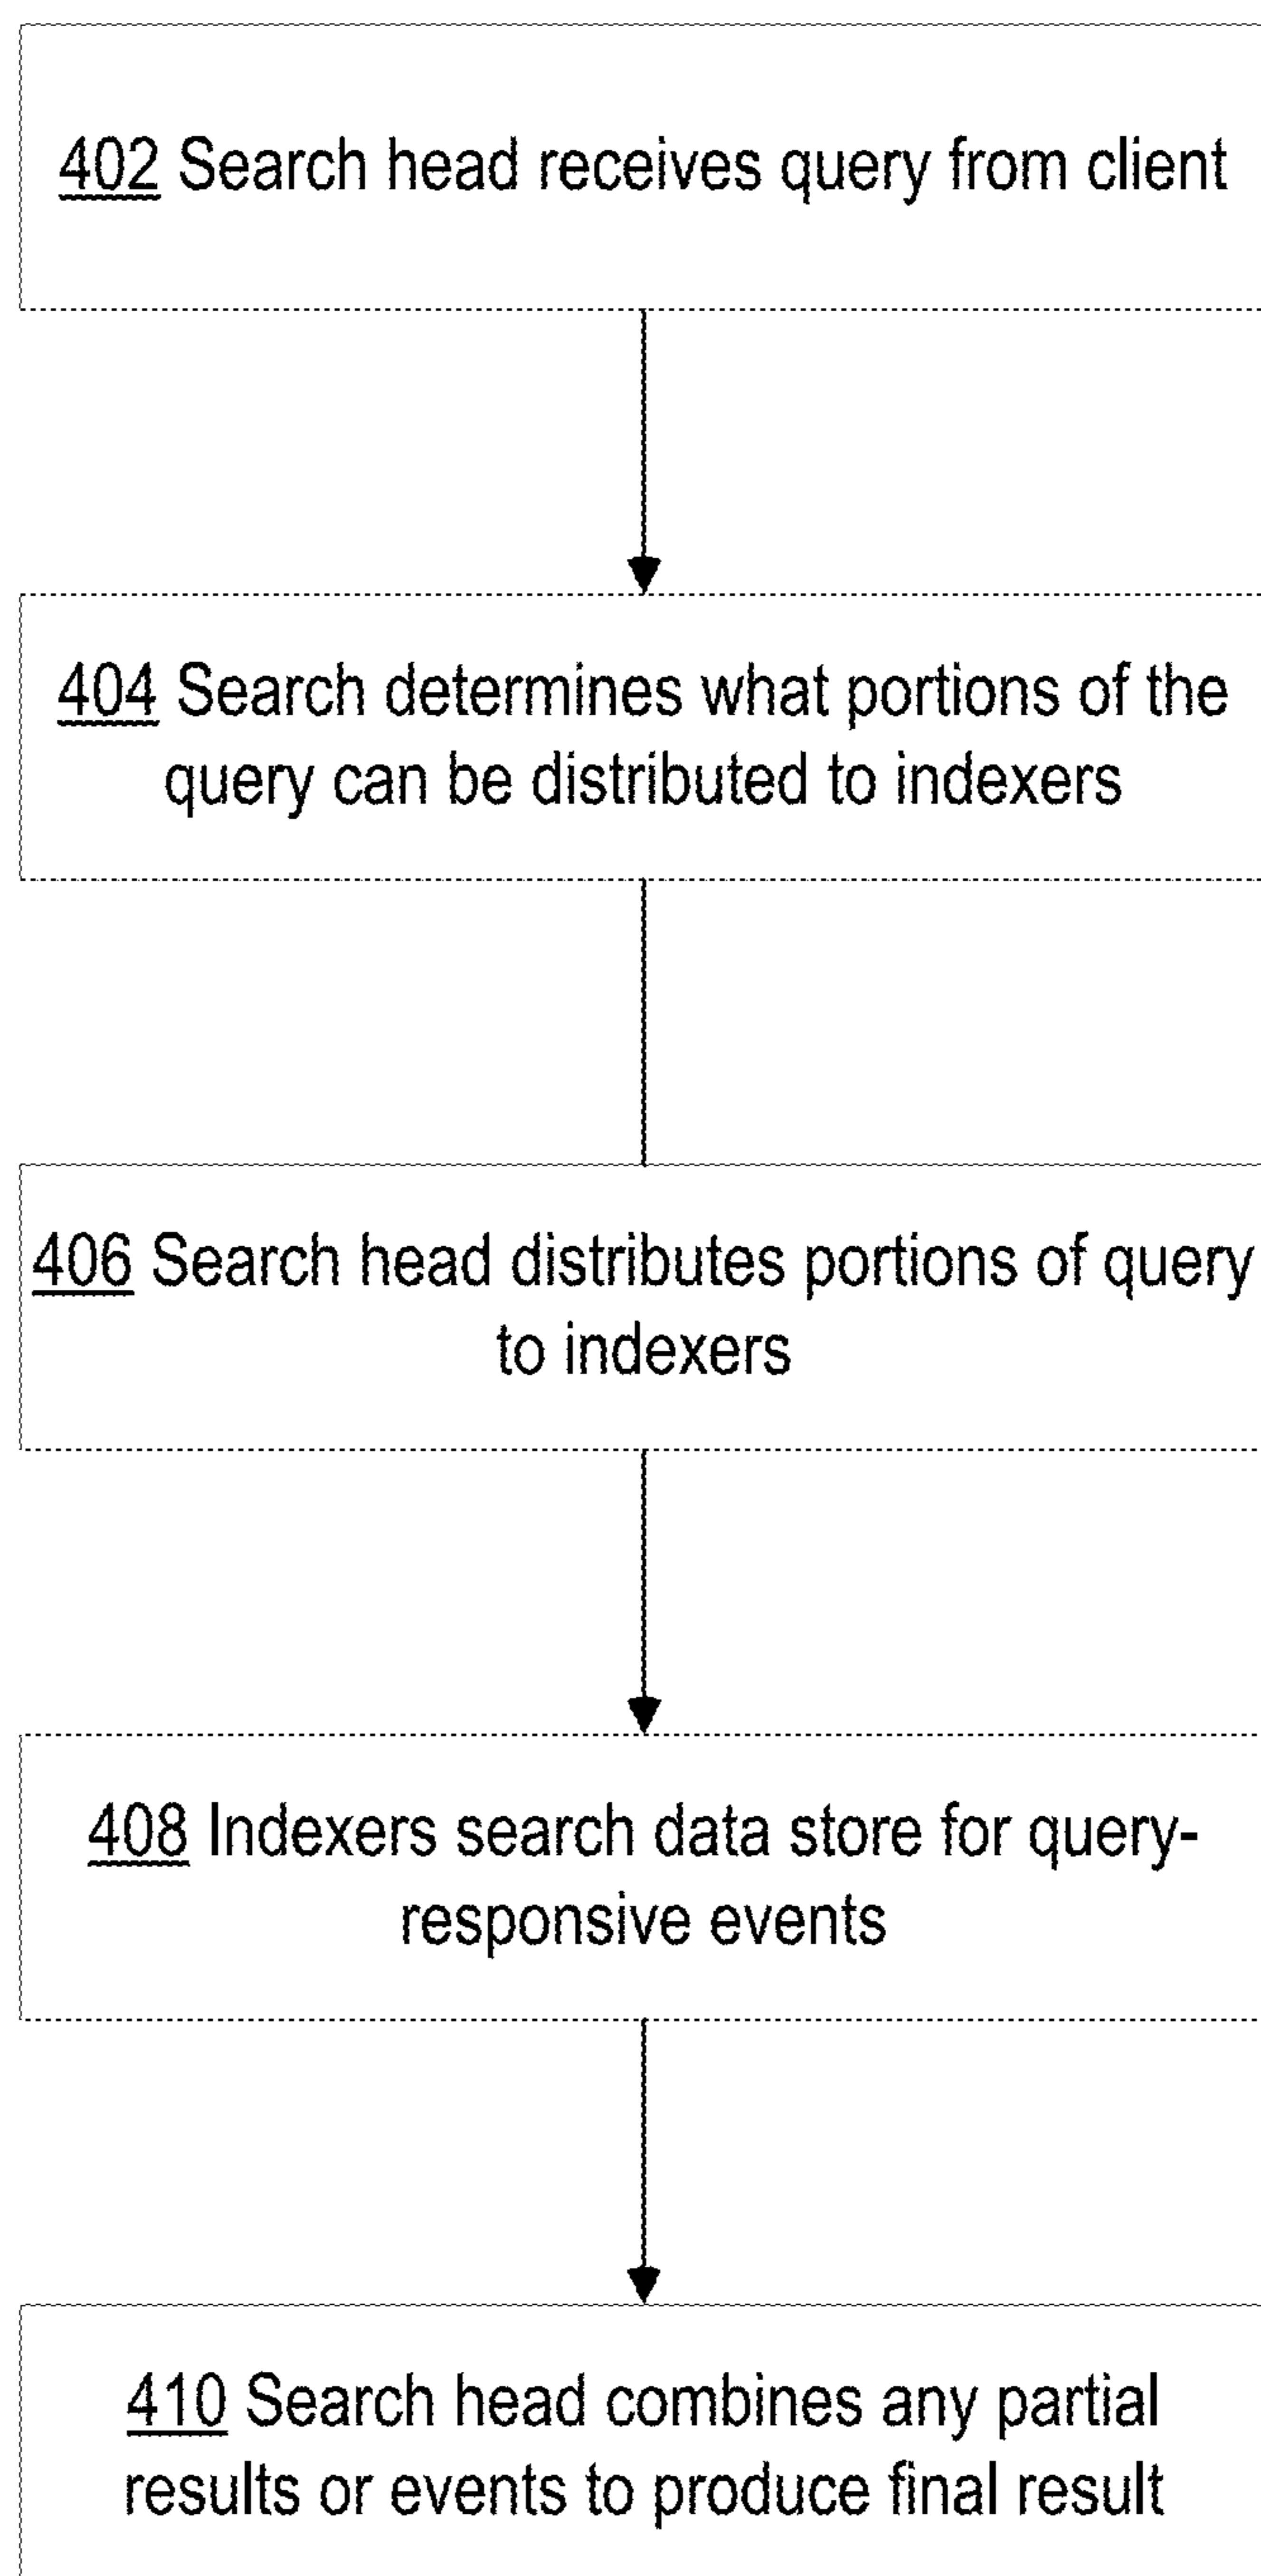 402 Search head receives query from client
404 Search determines what portions of the
query can be distributed to indexers
406 Search head distributes portions of query
to indexers
408 Indexers search data store for query-
responsive events
410 Search head combines any partial
results or events to produce final result